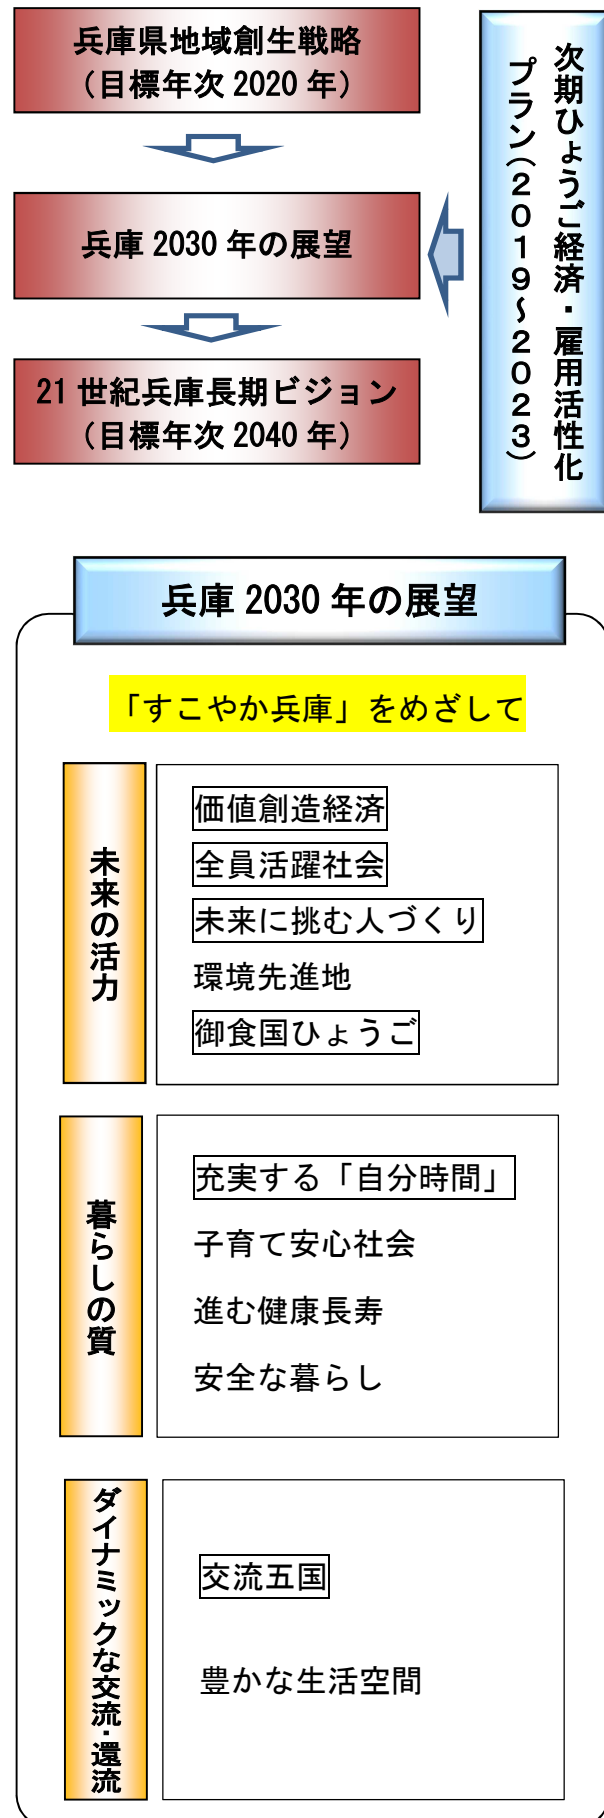 兵庫県地域創生戦略
（目標年次 2020 年）
兵庫 2030 年の展望
21 世紀兵庫長期ビジョン
（目標年次 2040 年）
次期ひょうご経済・雇用活性化
プラン（２０１９～２０２３）
兵庫 2030 年の展望
「すこやか兵庫」をめざして
未来の活力
価値創造経済
全員活躍社会
未来に挑む人づくり
環境先進地
御食国ひょうご
暮らしの質
充実する「自分時間」
子育て安心社会
進む健康長寿
安全な暮らし
ダイナミックな交流・還流
交流五国
豊かな生活空間